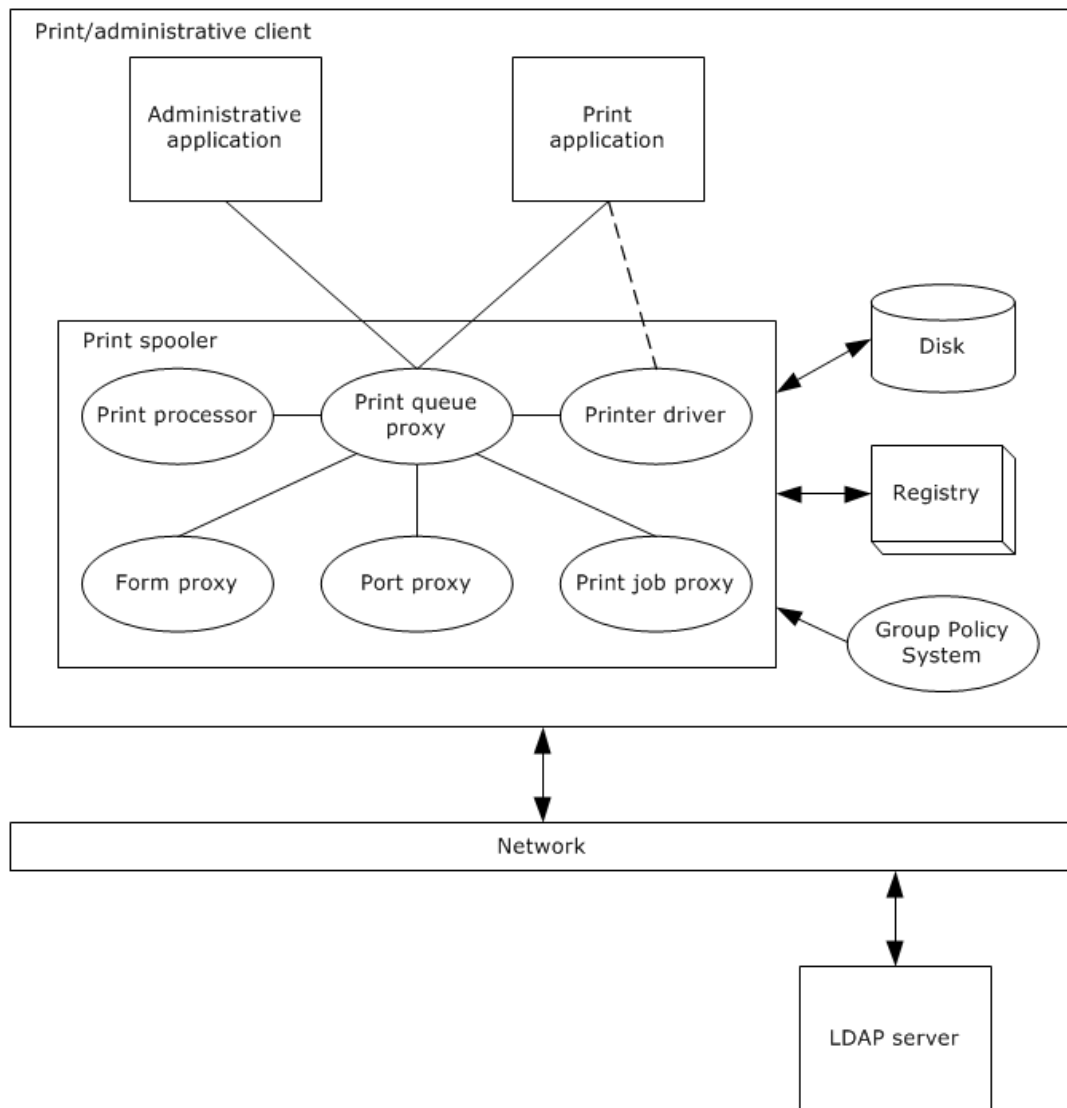 Print/administrative client
Administrative
application
Print
application
Print spooler
Disk
Print processor
Print queue
proxy
Printer driver
Registry
Form proxy
Port proxy
Print job proxy
Group Policy
System
Network
LDAP server